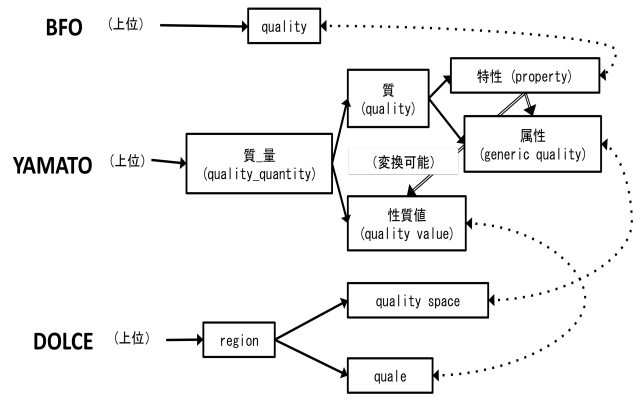 BFO
(上位)
quality
YAMATO
(上位)
質_量
(quality_quantity)
質
(quality)
特性 (property)
属性
(generic quality)
(変換可能)
性質値
(quality value)
DOLCE
(上位)
region
quality space
quale